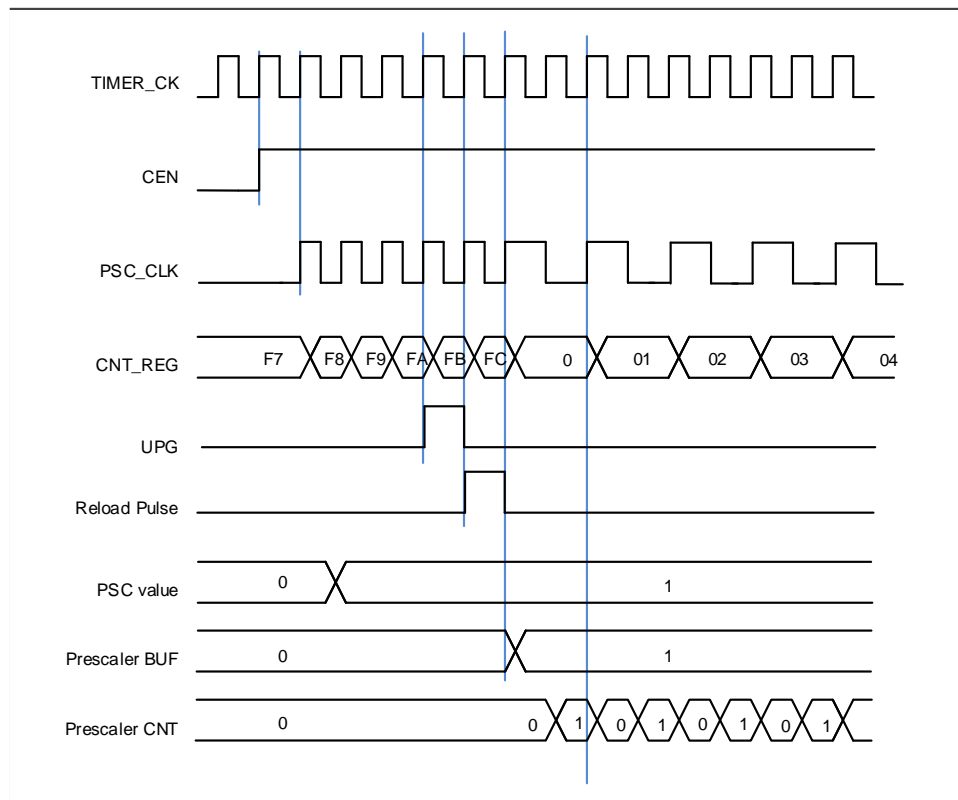 TIMER_CK
CEN
PSC_CLK
CNT_REG F7 F8 F9 FA FB FC 0 01 02 03 04
UPG
Reload Pulse
PSC value 0 1
Prescaler BUF 0 1
Prescaler CNT 0 0 1 0 1 0 1 0 1